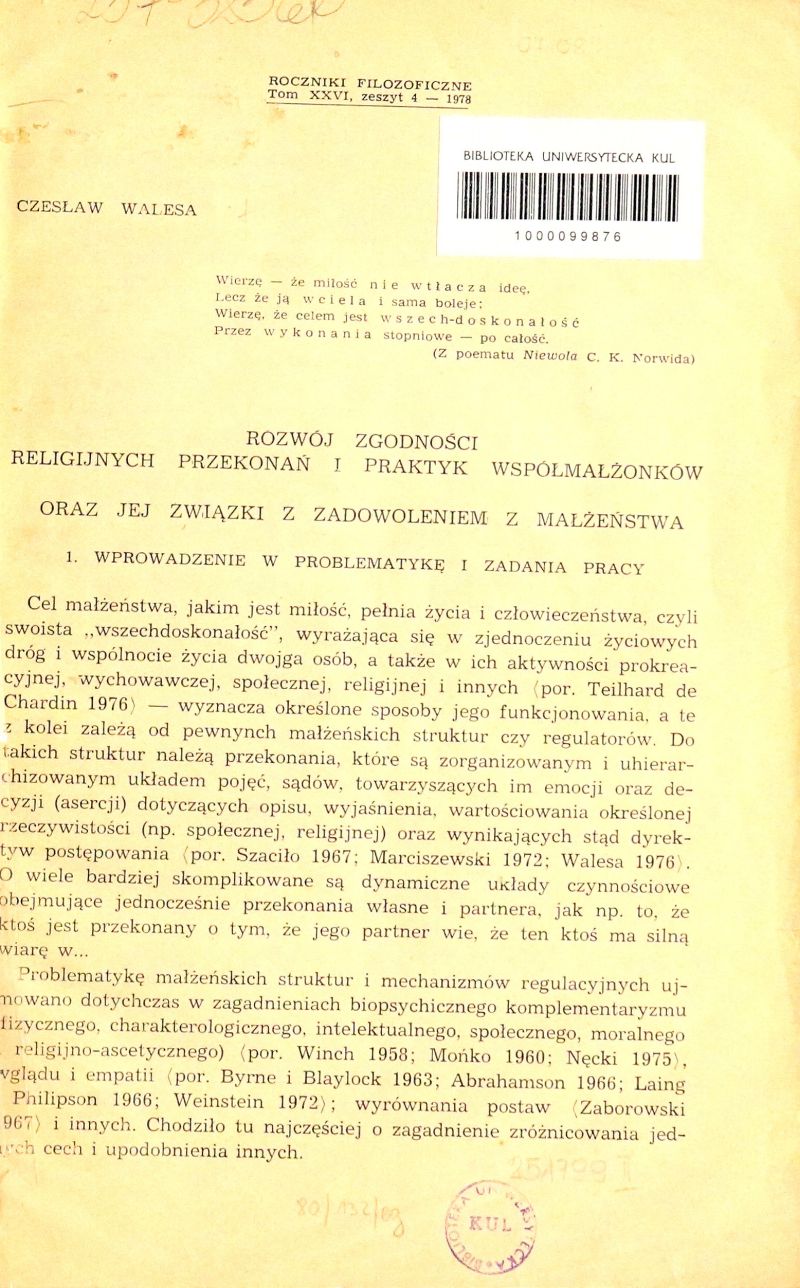 ROCZNIKI FILOZOFICZNE
Tom XXVI, zeszyt 4 — 1978
BIBLIOTEKA UNIWERSYTECKA KUL
1000099876
CZESŁAW WALESA
Wierzę — że miłość nie wtłacza ideę,
Lecz że ją wciela i sama boleje:
Wierzę, że celem jest wszech-doskonałość
Przez wykonania stopniowe — po całość.
(Z poematu Niewola C. K. Norwida)
ROZWÓJ ZGODNOŚCI
RELIGIJNYCH PRZEKONAŃ I PRAKTYK WSPÓŁMAŁŻONKÓW
ORAZ JEJ ZWIĄZKI Z ZADOWOLENIEM Z MAŁŻEŃSTWA
1. WPROWADZENIE W PROBLEMATYKĘ I ZADANIA PRACY
Cel małżeństwa, jakim jest miłość, pełnia życia i człowieczeństwa, czyli
swoista „wszechdoskonałość”, wyrażająca się w zjednoczeniu życiowych
dróg i wspólnocie życia dwojga osób, a także w ich aktywności prokrea-
cyjnej, wychowawczej, społecznej, religijnej i innych (por. Teilhard de
Chardin 1976) — wyznacza określone sposoby jego funkcjonowania, a te
z kolei zależą od pewnynch małżeńskich struktur czy regulatorów. Do
takich struktur należą przekonania, które są zorganizowanym i uhierar-
chizowanym układem pojęć, sądów, towarzyszących im emocji oraz de-
cyzji (asercji) dotyczących opisu, wyjaśnienia, wartościowania określonej
rzeczywistości (np. społecznej, religijnej) oraz wynikających stąd dyrek-
tyw postępowania (por. Szaciło 1967; Marciszewski 1972; Walesa 1976).
O wiele bardziej skomplikowane są dynamiczne układy czynnościowe
obejmujące jednocześnie przekonania własne i partnera, jak np. to, że
ktoś jest przekonany o tym, że jego partner wie, że ten ktoś ma silną
wiarę w...
Problematykę małżeńskich struktur i mechanizmów regulacyjnych uj-
mowano dotychczas w zagadnieniach biopsychicznego komplementaryzmu
fizycznego, charakterologicznego, intelektualnego, społecznego, moralnego
religijno-ascetycznego) (por. Winch 1958; Mońko 1960; Nęcki 1975),
wglądu i empatii (por. Byrne i Blaylock 1963; Abrahamson 1966; Laing
Philipson 1966; Weinstein 1972); wyrównania postaw (Zaborowski
967) i innych. Chodziło tu najczęściej o zagadnienie zróżnicowania jed-
nych cech i upodobnienia innych.
KUL